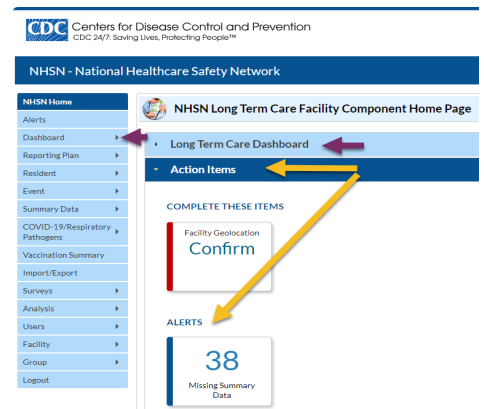 CDC Centers for Disease Control and Prevention
CDC 24/7: Saving Lives, Protecting People™
NHSN - National Healthcare Safety Network
NHSN Home
Alerts
Dashboard
Reporting Plan
Resident
Event
Summary Data
COVID-19/Respiratory
Pathogens
Vaccination Summary
Import/Export
Surveys
Analysis
Users
Facility
Group
Logout
NHSN Long Term Care Facility Component Home Page
Long Term Care Dashboard
Action Items
COMPLETE THESE ITEMS
Facility Geolocation
Confirm
ALERTS
38
Missing Summary
Data